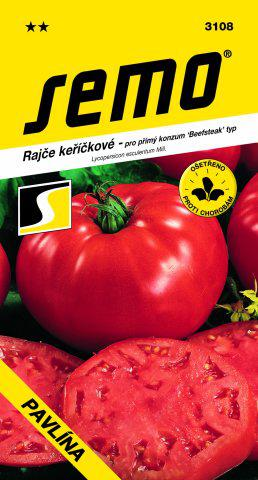 ★★
3108
semo®
Rajče keříčkové - pro přímý konzum 'Beefsteak' typ
Lycopersicon esculentum Mill.
OŠETŘENO
PROTI CHOROBÁM
PAVLÍNA